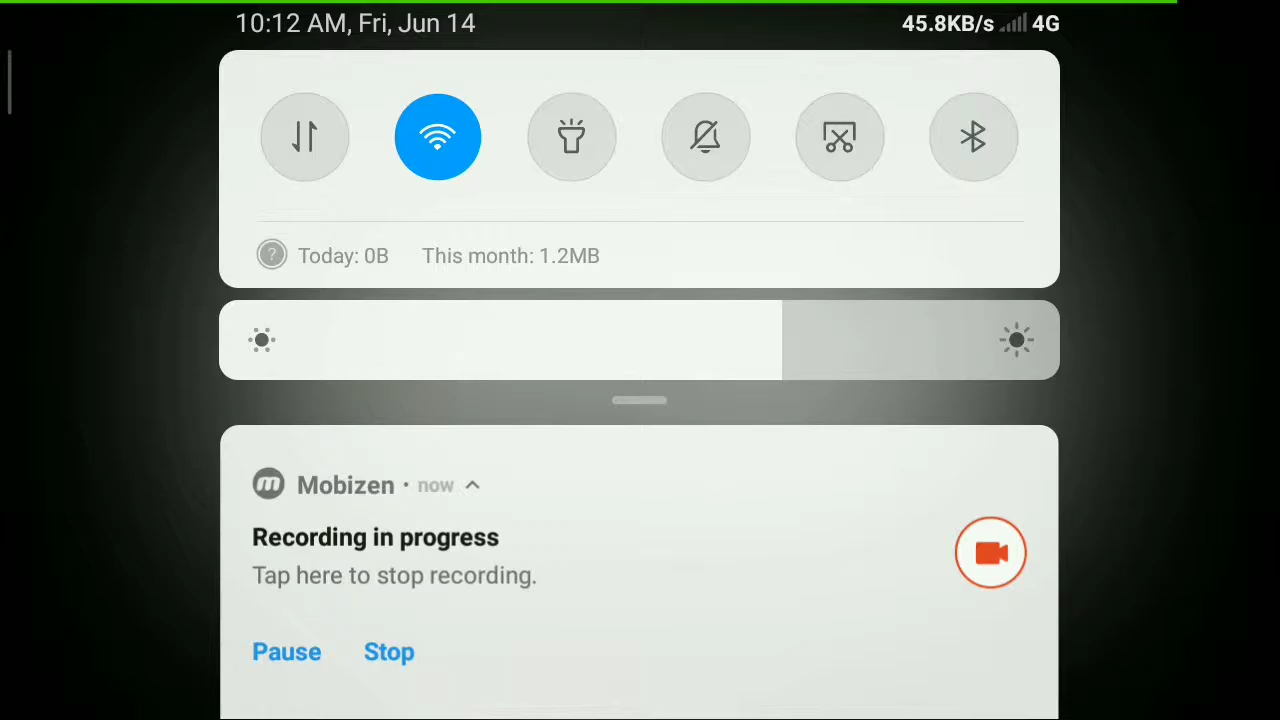 10:12 AM, Fri, Jun 14 45.8KB/s 4G
? Today: 0B This month: 1.2MB
m Mobizen • now
Recording in progress
Tap here to stop recording.
Pause Stop